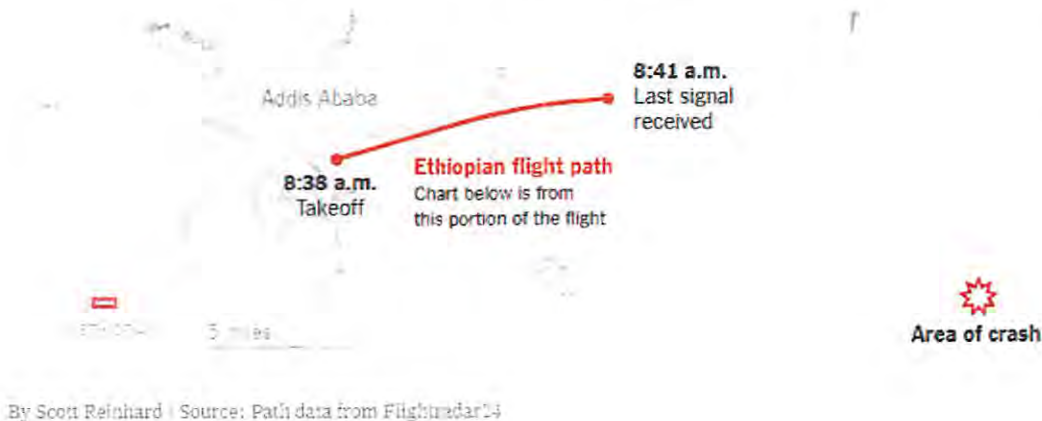 Addis Ababa
8:41 a.m.
Last signal
received
8:38 a.m.
Takeoff
Ethiopian flight path
Chart below is from
this portion of the flight
5 miles
Area of crash
By Scott Reinhard | Source: Path data from Flightradar24